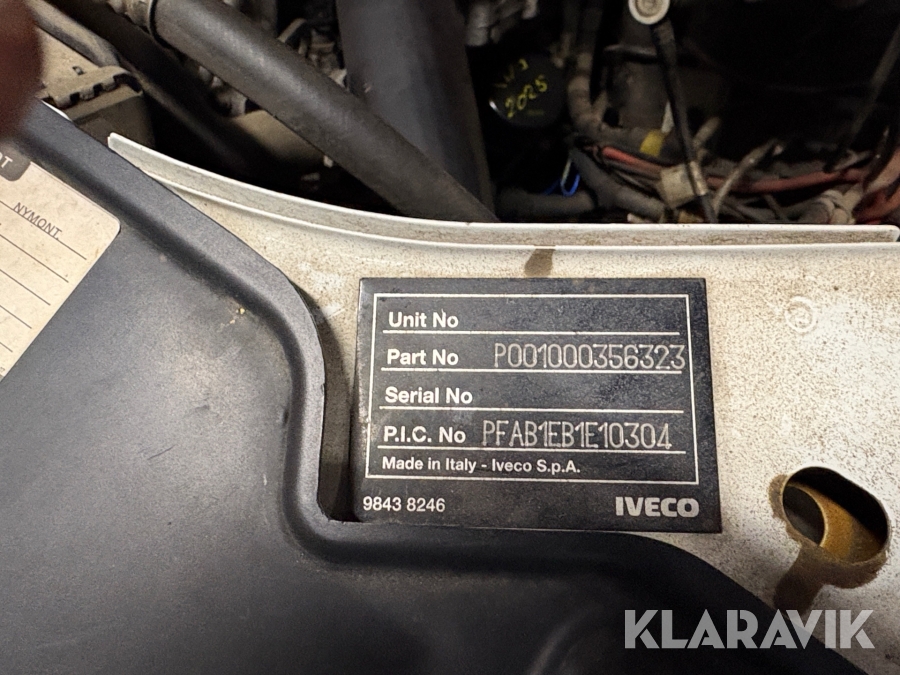 2025
NYMONT.
Unit No
Part No P001000356323
Serial No
P.I.C. No PFAB1EB1E10304
Made in Italy - Iveco S.p.A.
9843 8246 IVECO
KLARAVIK